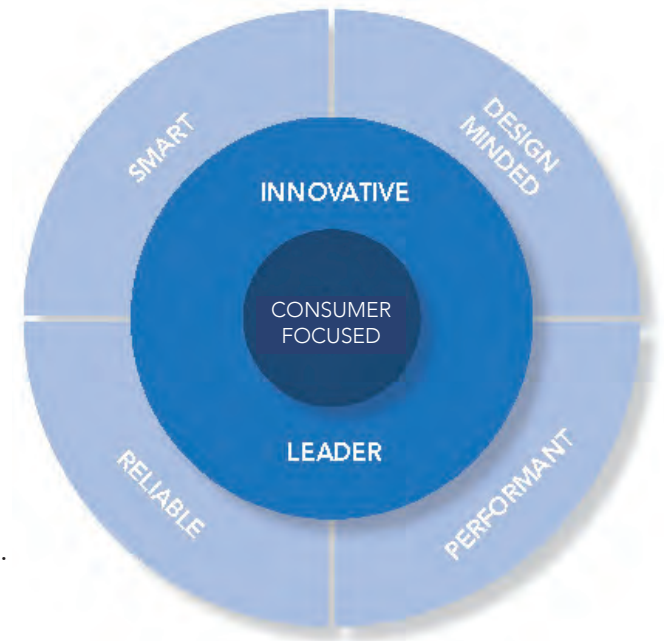 SMART
DESIGN
MINDED
INNOVATIVE
CONSUMER
FOCUSED
LEADER
RELIABLE
PERFORMANT
.